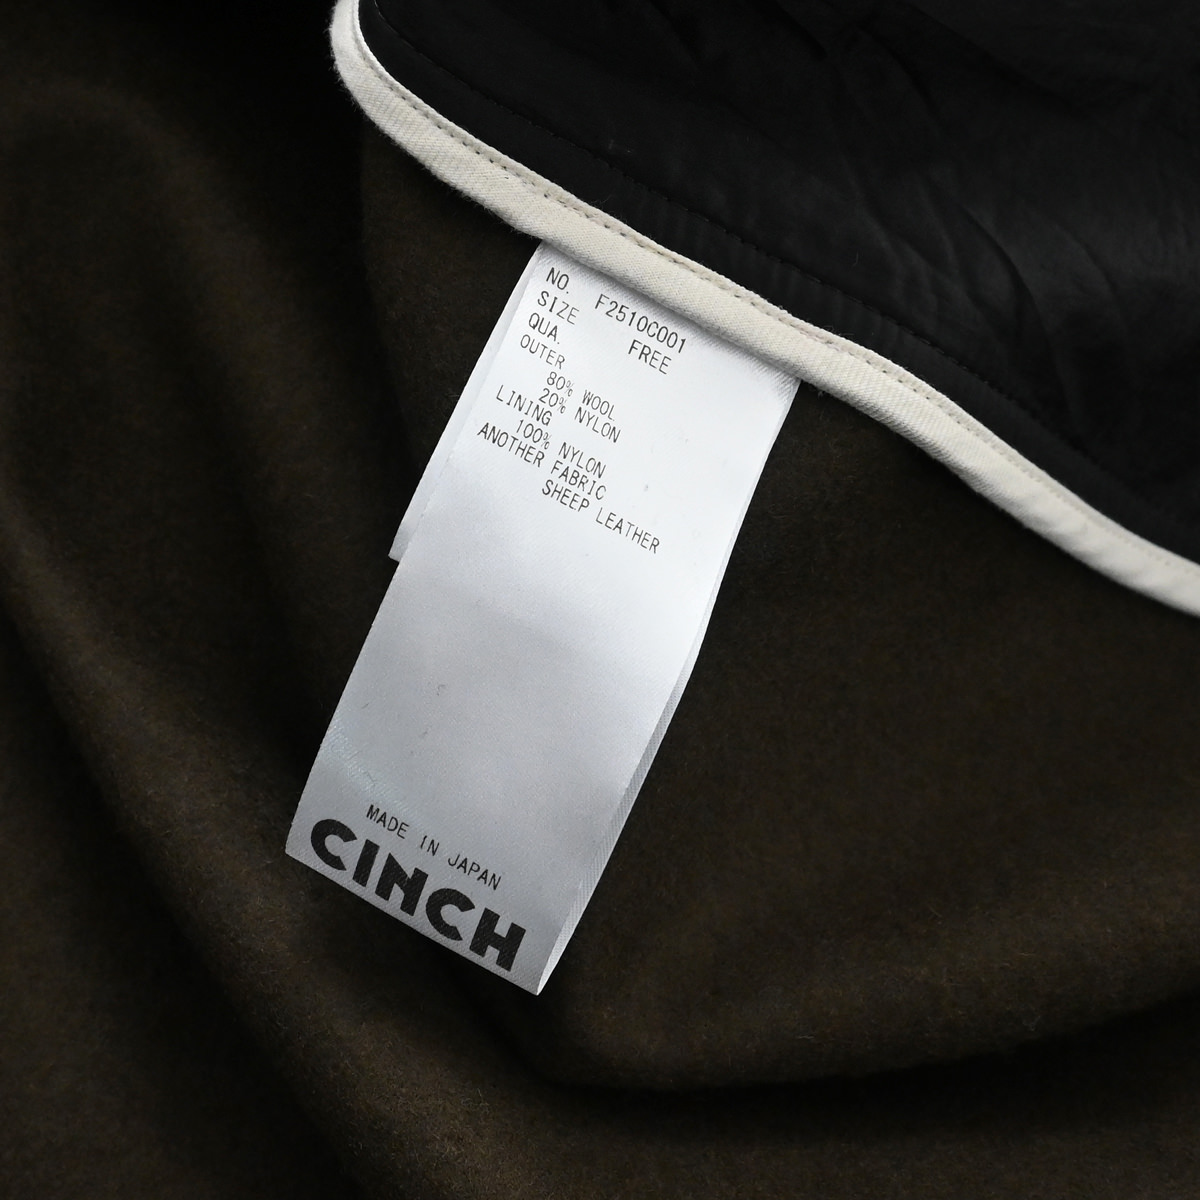 NO. F2510C001
SIZE FREE
QUA.
OUTER
80% WOOL
20% NYLON
LINING
100% NYLON
ANOTHER FABRIC
SHEEP LEATHER
MADE IN JAPAN
CINCH